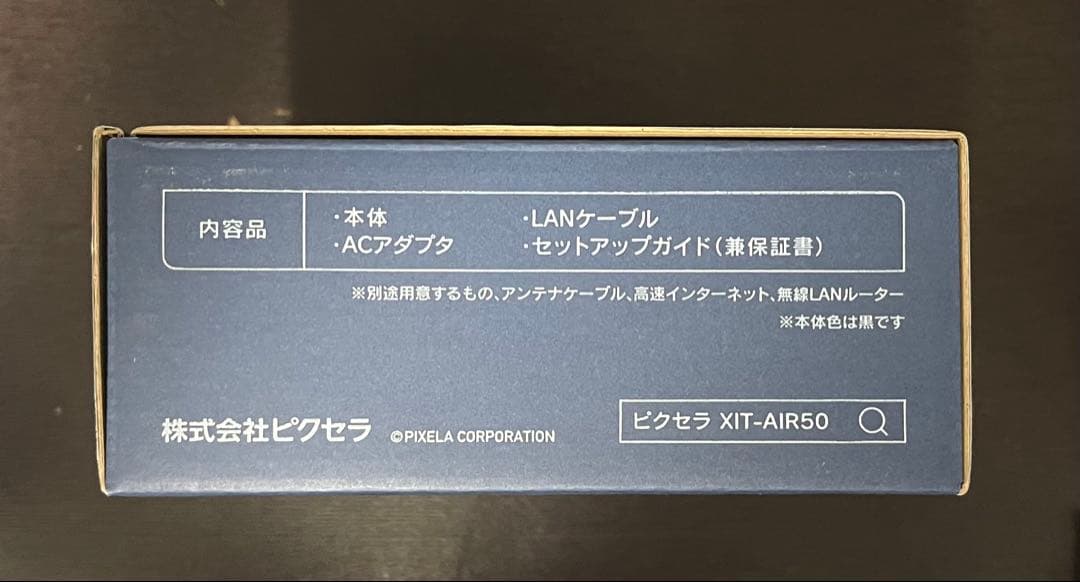 内容品
・本体 ・LANケーブル
・ACアダプタ ・セットアップガイド(兼保証書)
※別途用意するもの、アンテナケーブル、高速インターネット、無線LANルーター
※本体色は黒です
株式会社ピクセラ ©PIXELA CORPORATION
ピクセラ XIT-AIR50